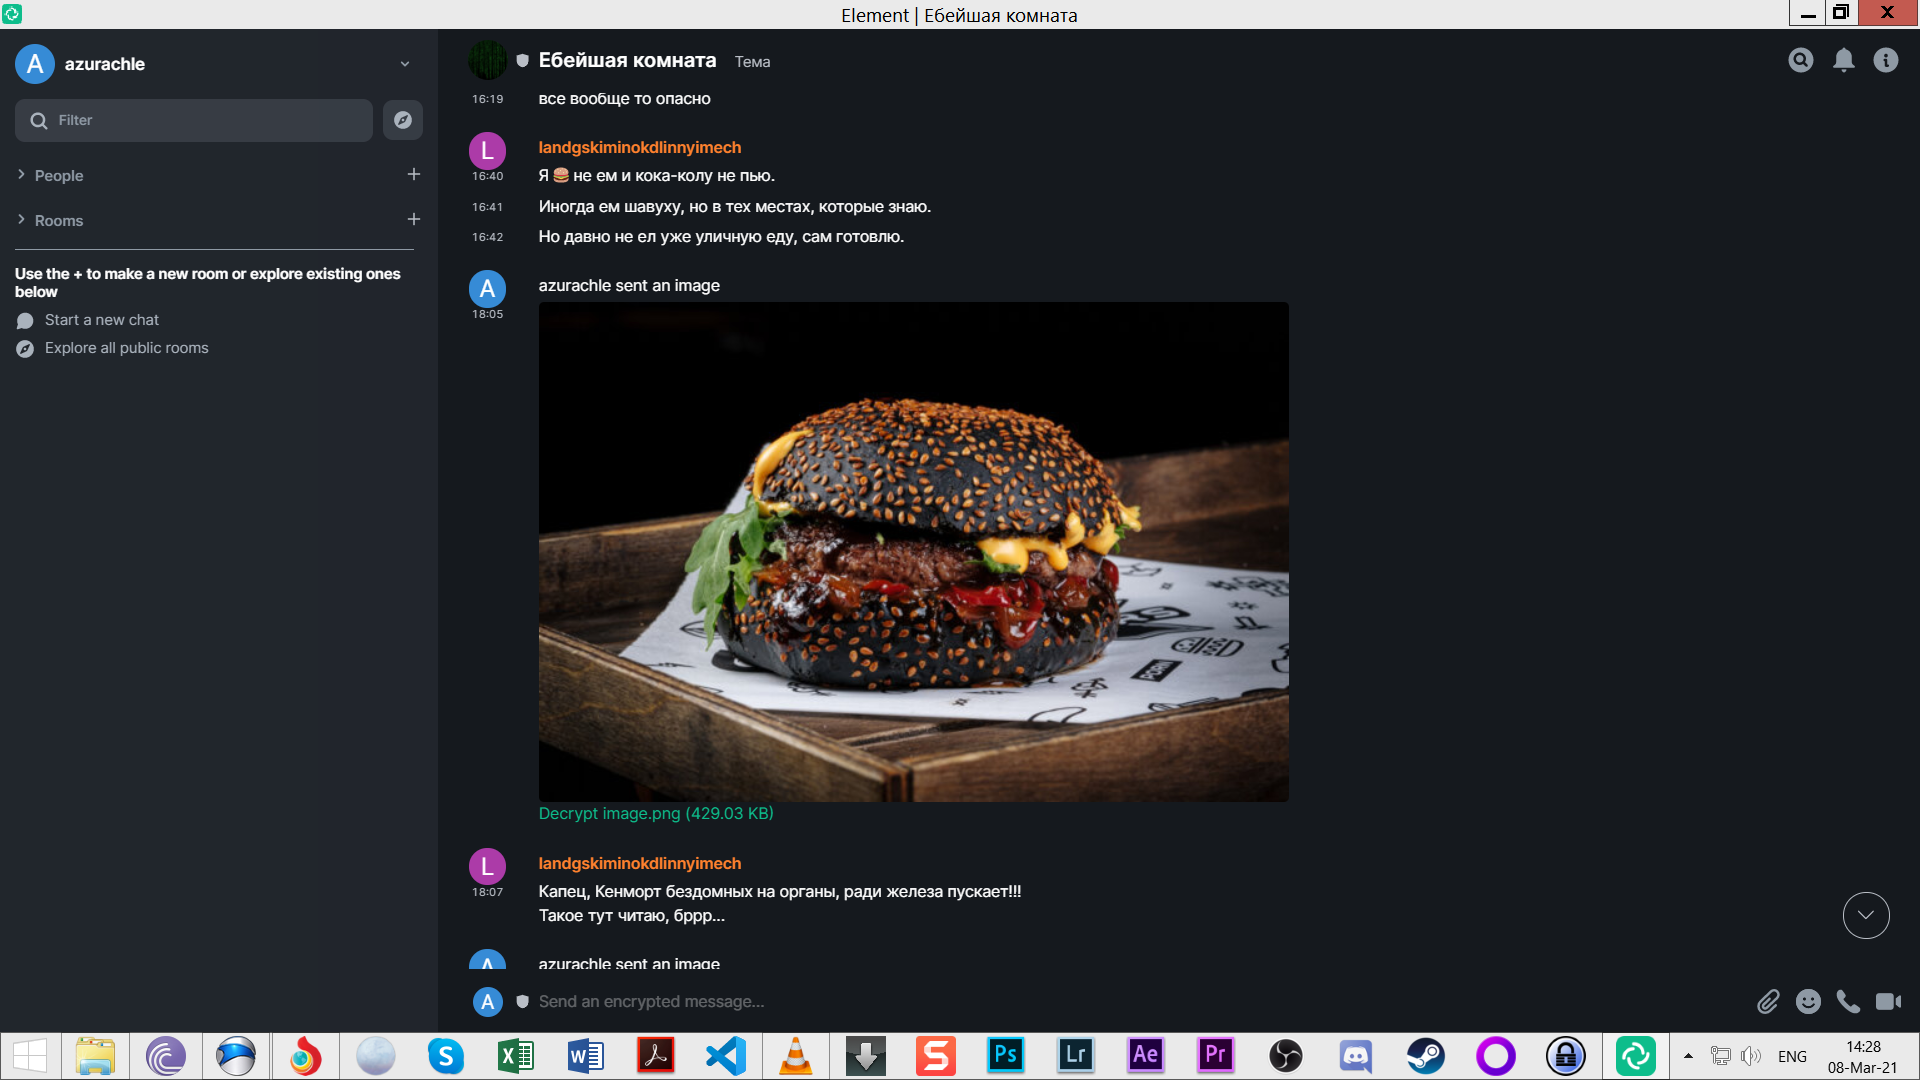 Element | Ебейшая комната
A azurachle
Filter
People
Rooms
Use the + to make a new room or explore existing ones
below
Start a new chat
Explore all public rooms
Ебейшая комната Тема
16:19 все вообще то опасно
L landgskiminokdlinnyimech
16:40 Я 🍔 не ем и кока-колу не пью.
16:41 Иногда ем шавуху, но в тех местах, которые знаю.
16:42 Но давно не ел уже уличную еду, сам готовлю.
A azurachle sent an image
18:05
Decrypt image.png (429.03 KB)
L landgskiminokdlinnyimech
18:07 Капец, Кенморт бездомных на органы, ради железа пускает!!!
Такое тут читаю, бррр...
A azurachle sent an image
A Send an encrypted message...
S X W S Ps Lr Ae Pr ENG 14:28
08-Mar-21